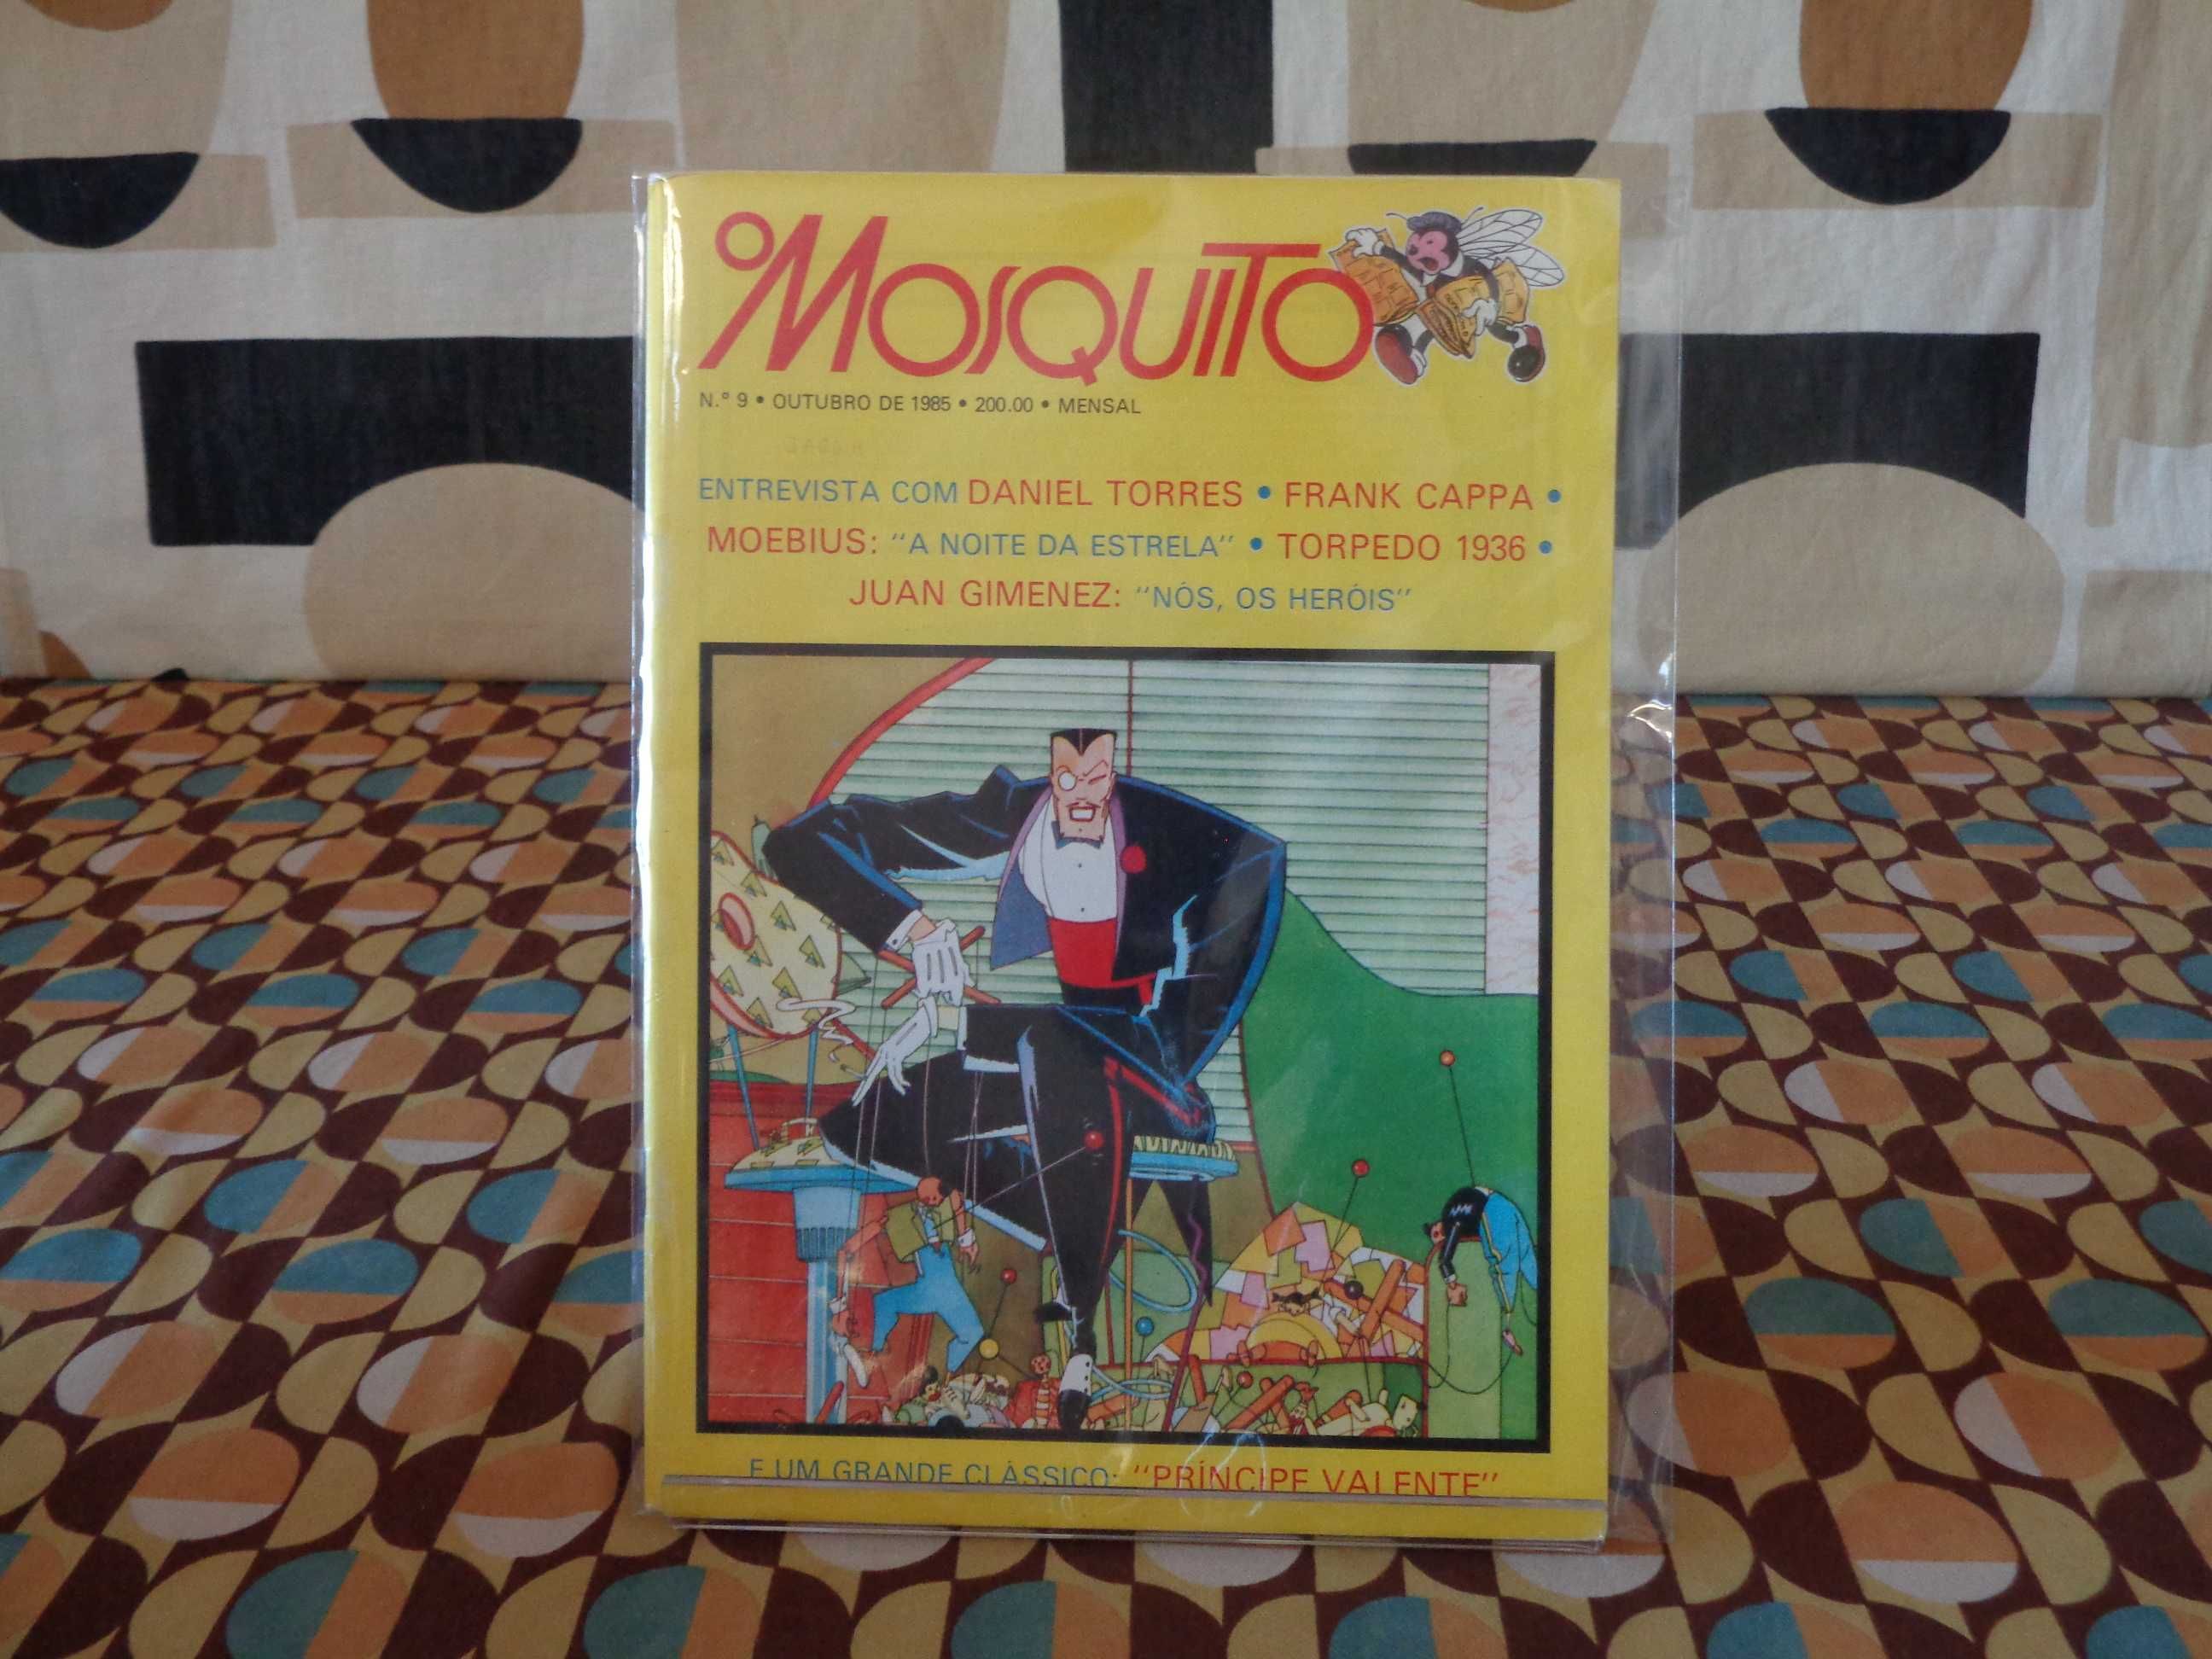 O MOSQUITO
N.º 9 • OUTUBRO DE 1985 • 200.00 • MENSAL
ENTREVISTA COM DANIEL TORRES • FRANK CAPPA •
MOEBIUS: "A NOITE DA ESTRELA" • TORPEDO 1936 •
JUAN GIMENEZ: "NÓS, OS HERÓIS"
E UM GRANDE CLÁSSICO: "PRÍNCIPE VALENTE"